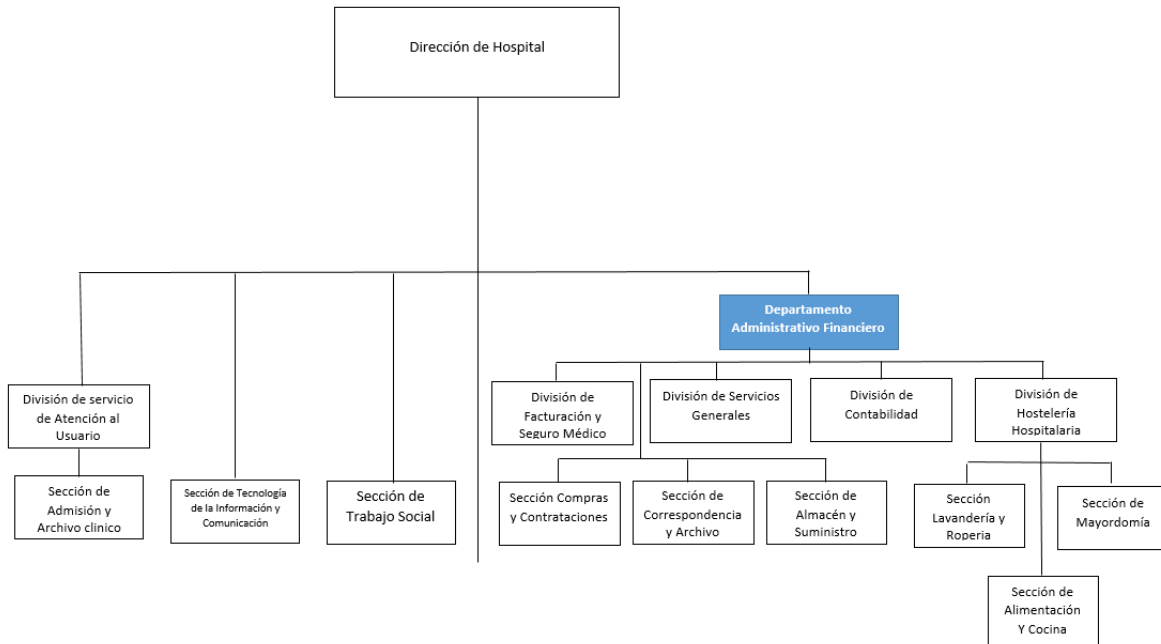 Dirección de Hospital
Departamento
Administrativo Financiero
División de servicio
de Atención al
Usuario
División de
Facturación y
Seguro Médico
División de Servicios
Generales
División de
Contabilidad
División de
Hostelería
Hospitalaria
Sección de
Admisión y
Archivo clinico
Sección de Tecnología
de la Información y
Comunicación
Sección de
Trabajo Social
Sección Compras
y Contrataciones
Sección de
Correspondencia
y Archivo
Sección de
Almacén y
Suministro
Sección
Lavandería y
Roperia
Sección de
Mayordomía
Sección de
Alimentación
Y Cocina